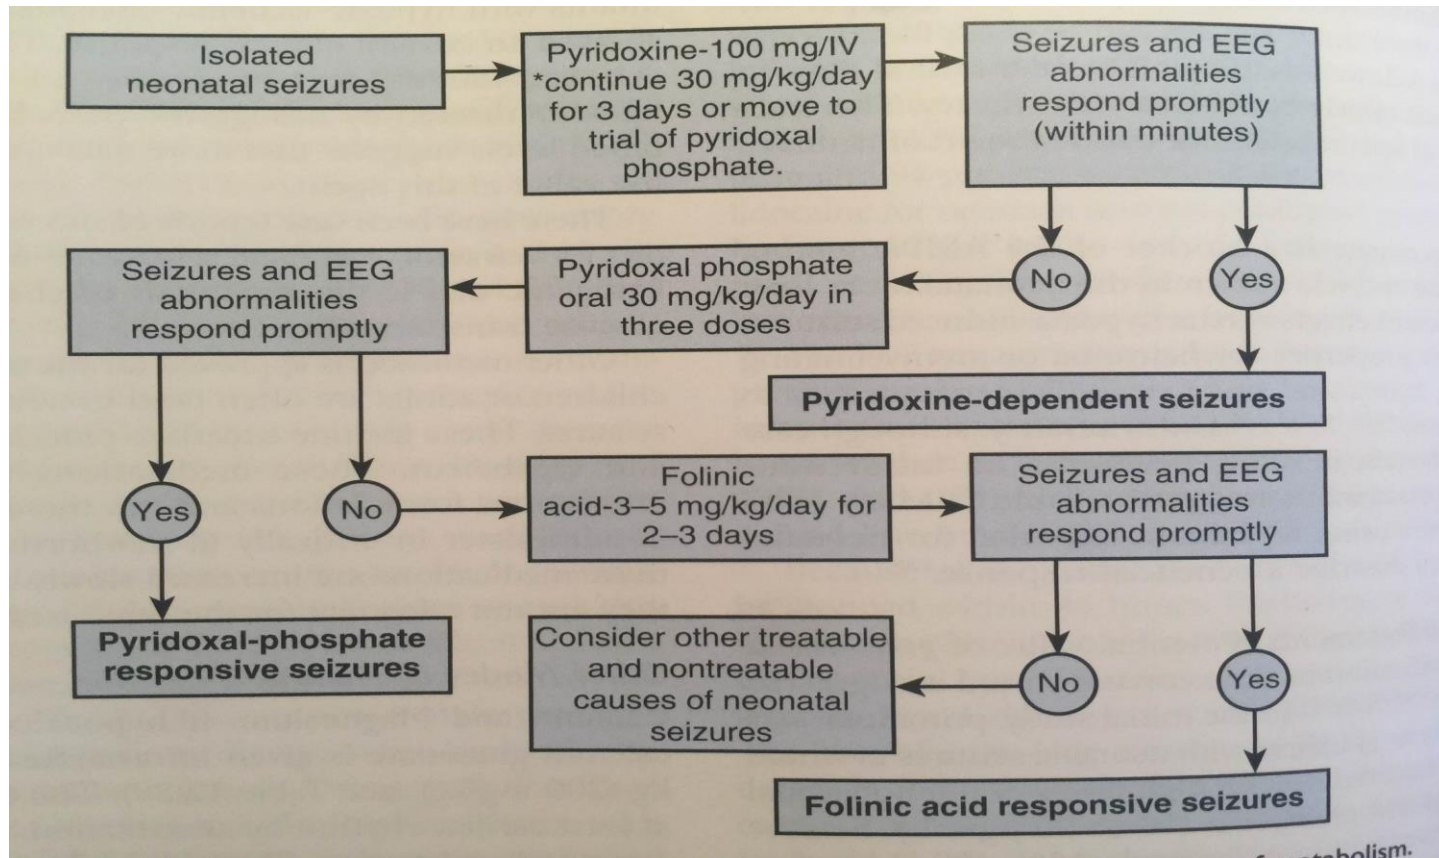 Isolated
neonatal seizures
Pyridoxine-100 mg/IV
*continue 30 mg/kg/day
for 3 days or move to
trial of pyridoxal
phosphate.
Seizures and EEG
abnormalities
respond promptly
(within minutes)
No
Yes
Pyridoxine-dependent seizures
Pyridoxal phosphate
oral 30 mg/kg/day in
three doses
Seizures and EEG
abnormalities
respond promptly
Yes
No
Pyridoxal-phosphate
responsive seizures
Folinic
acid-3–5 mg/kg/day for
2–3 days
Seizures and EEG
abnormalities
respond promptly
No
Yes
Consider other treatable
and nontreatable
causes of neonatal
seizures
Folinic acid responsive seizures